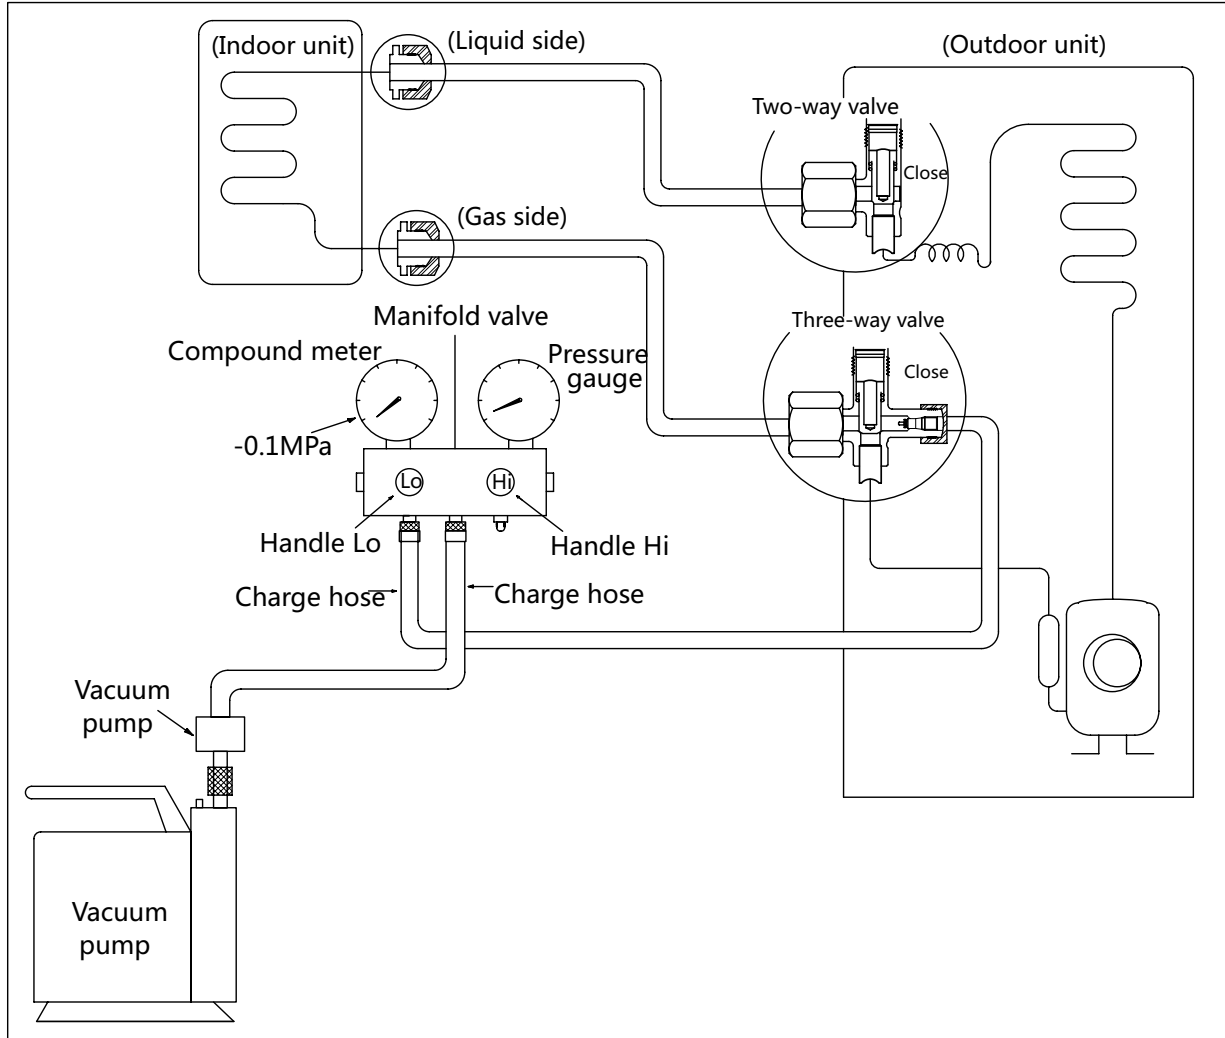 (Indoor unit)
(Liquid side)
(Outdoor unit)
Two-way valve
Close
(Gas side)
Manifold valve
Three-way valve
Compound meter
Pressure
gauge
Close
-0.1MPa
Lo
Hi
Handle Lo
Handle Hi
Charge hose
Charge hose
Vacuum
pump
Vacuum
pump